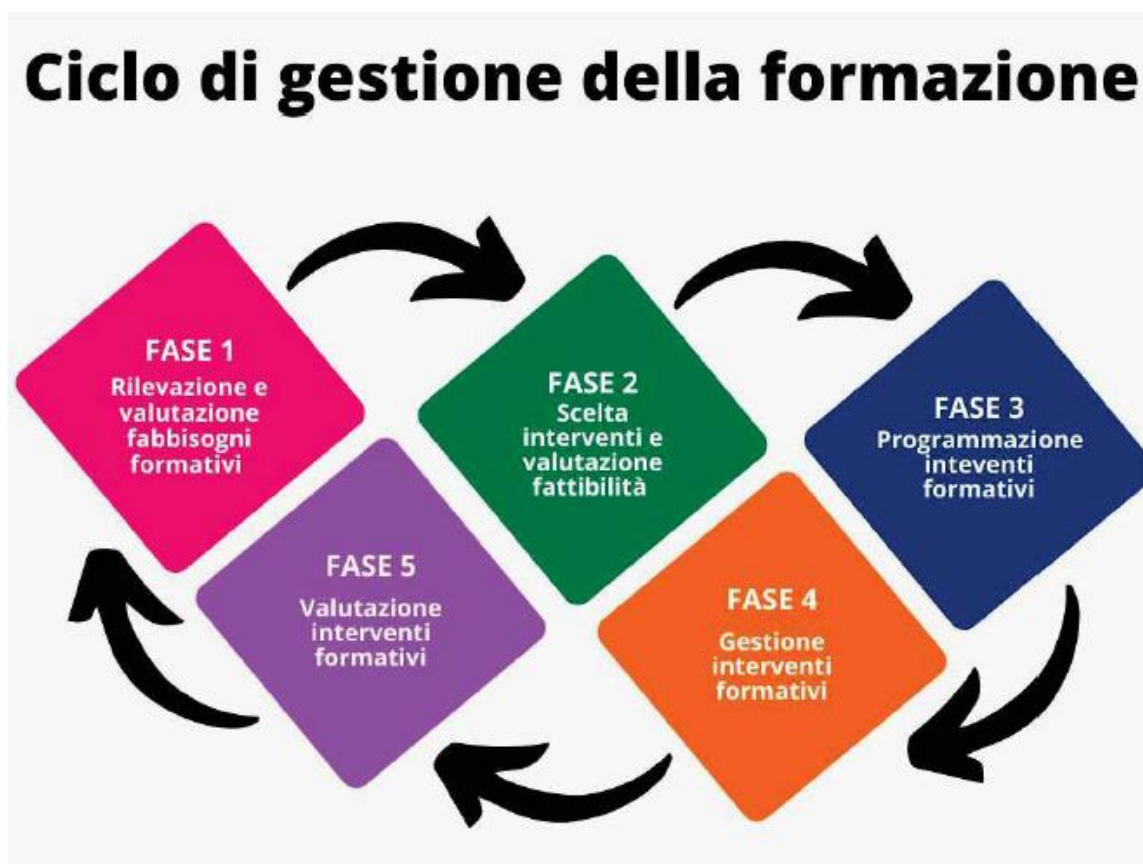 Ciclo di gestione della formazione
FASE 1
Rilevazione e
valutazione
fabbisogni
formativi
FASE 2
Scelta
interventi e
valutazione
fattibilità
FASE 3
Programmazione
inteventi
formativi
FASE 4
Gestione
interventi
formativi
FASE 5
Valutazione
interventi
formativi